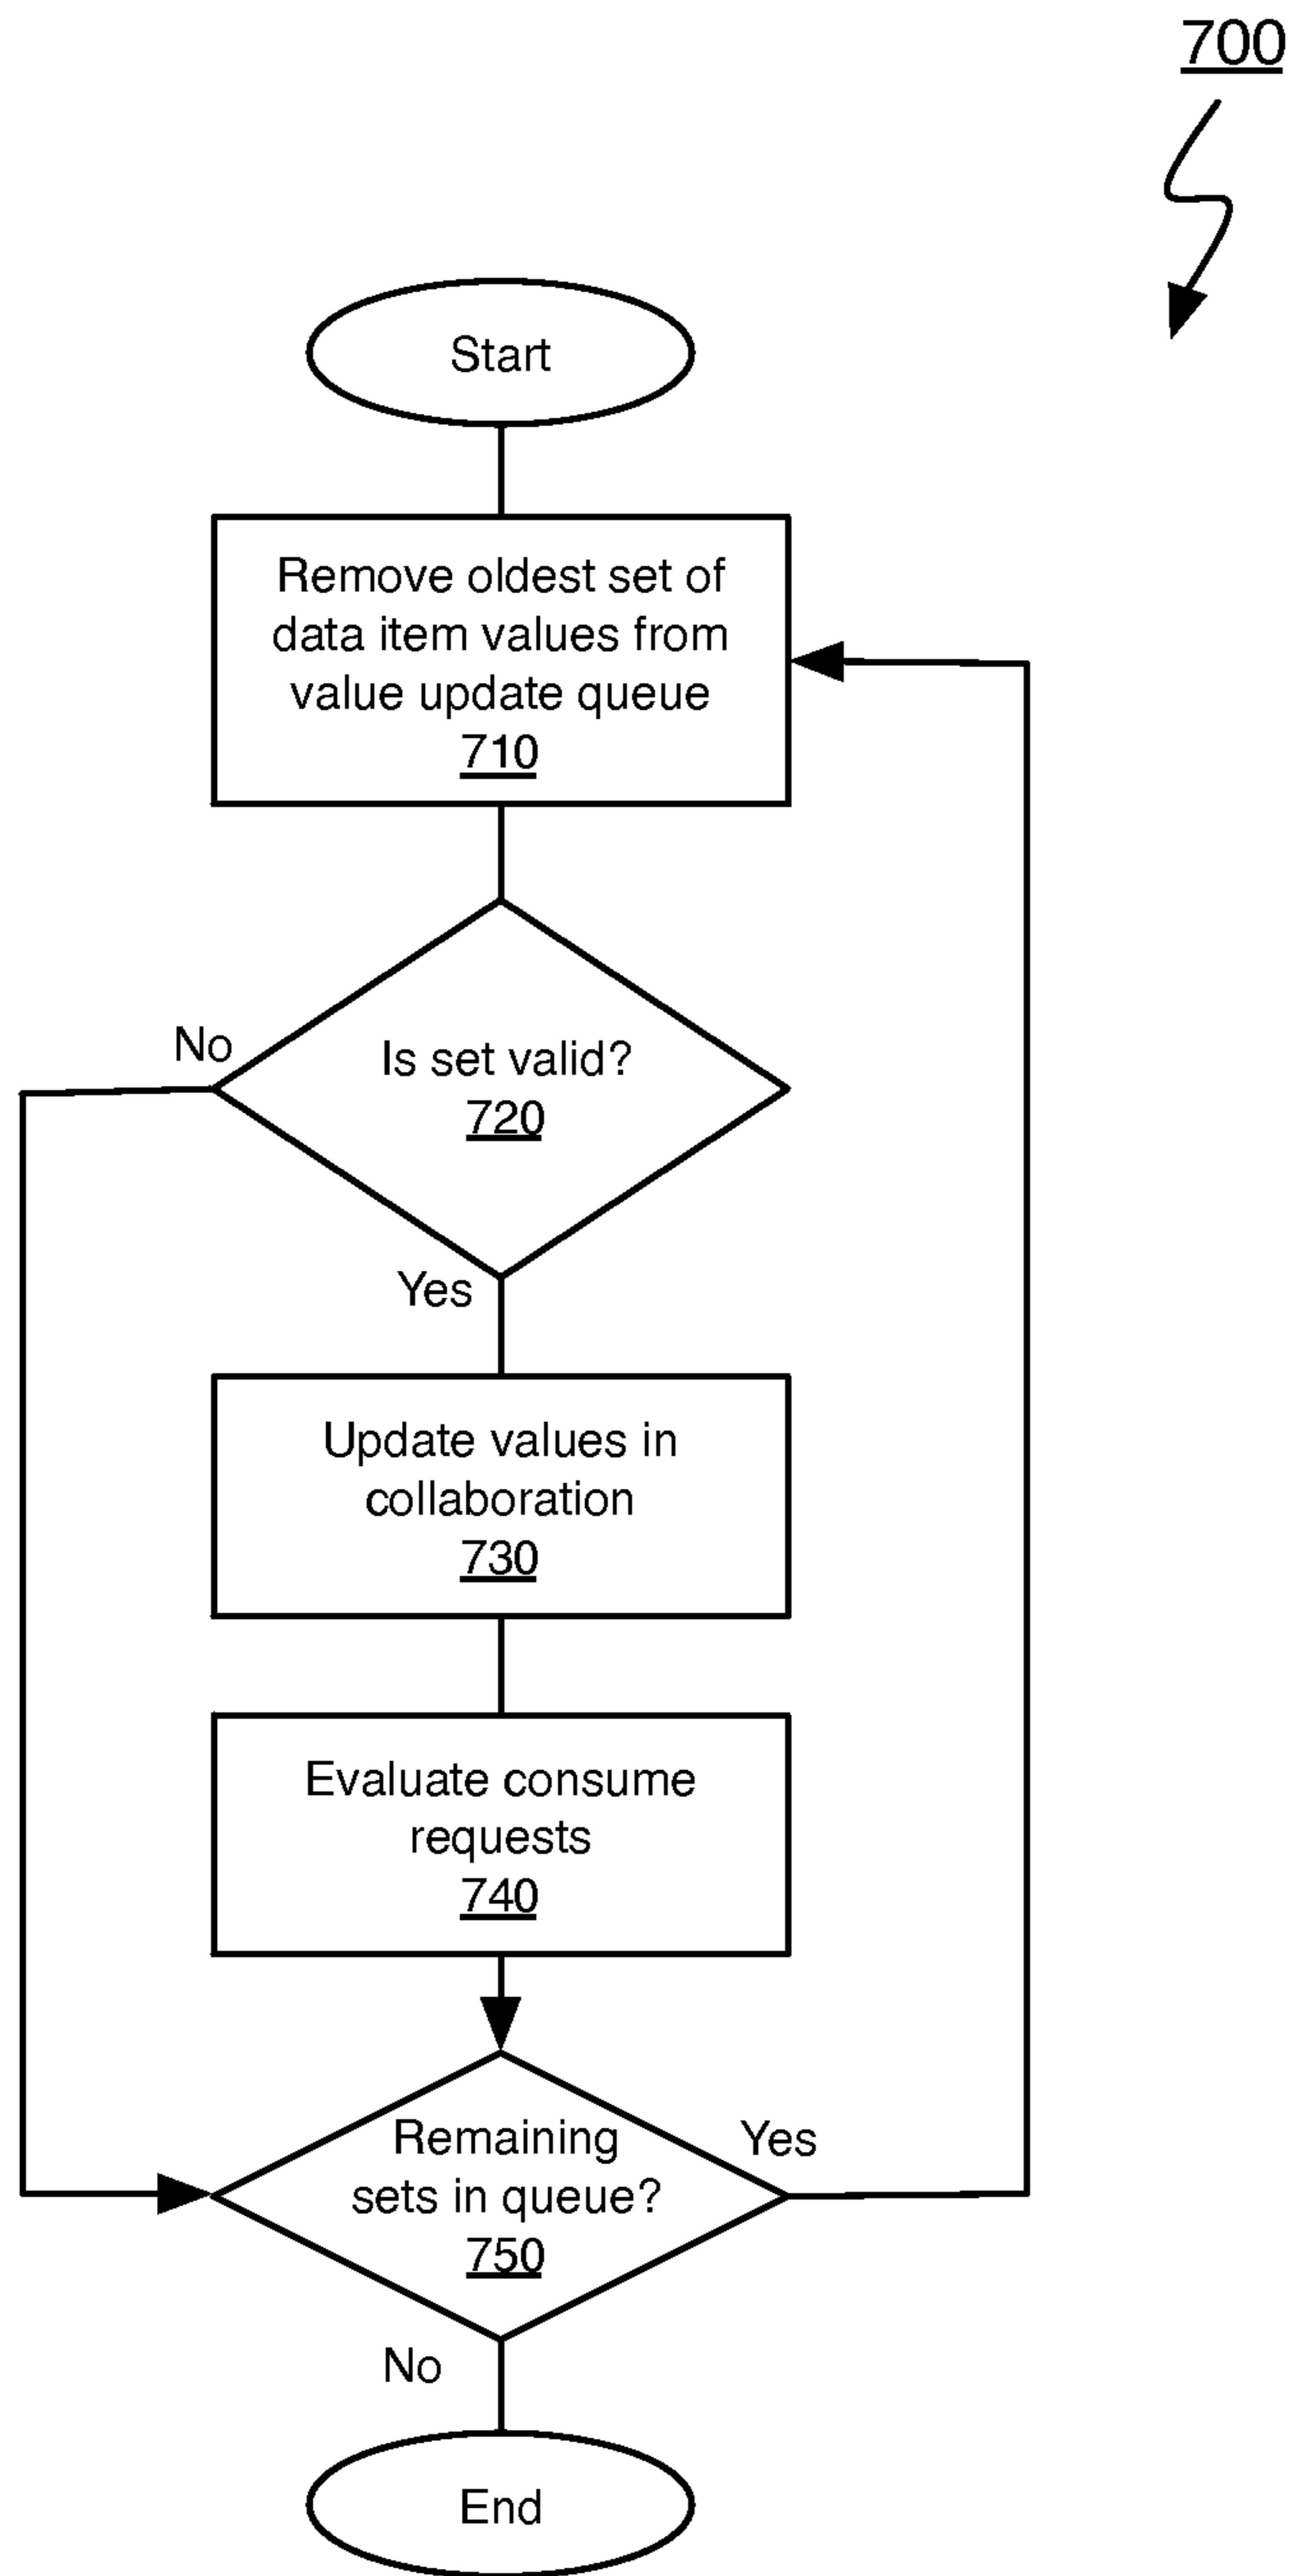 700
Start
Remove oldest set of
data item values from
value update queue
710
No
Is set valid?
720
Yes
Update values in
collaboration
730
Evaluate consume
requests
740
Remaining
Yes
sets in queue?
750
No
End